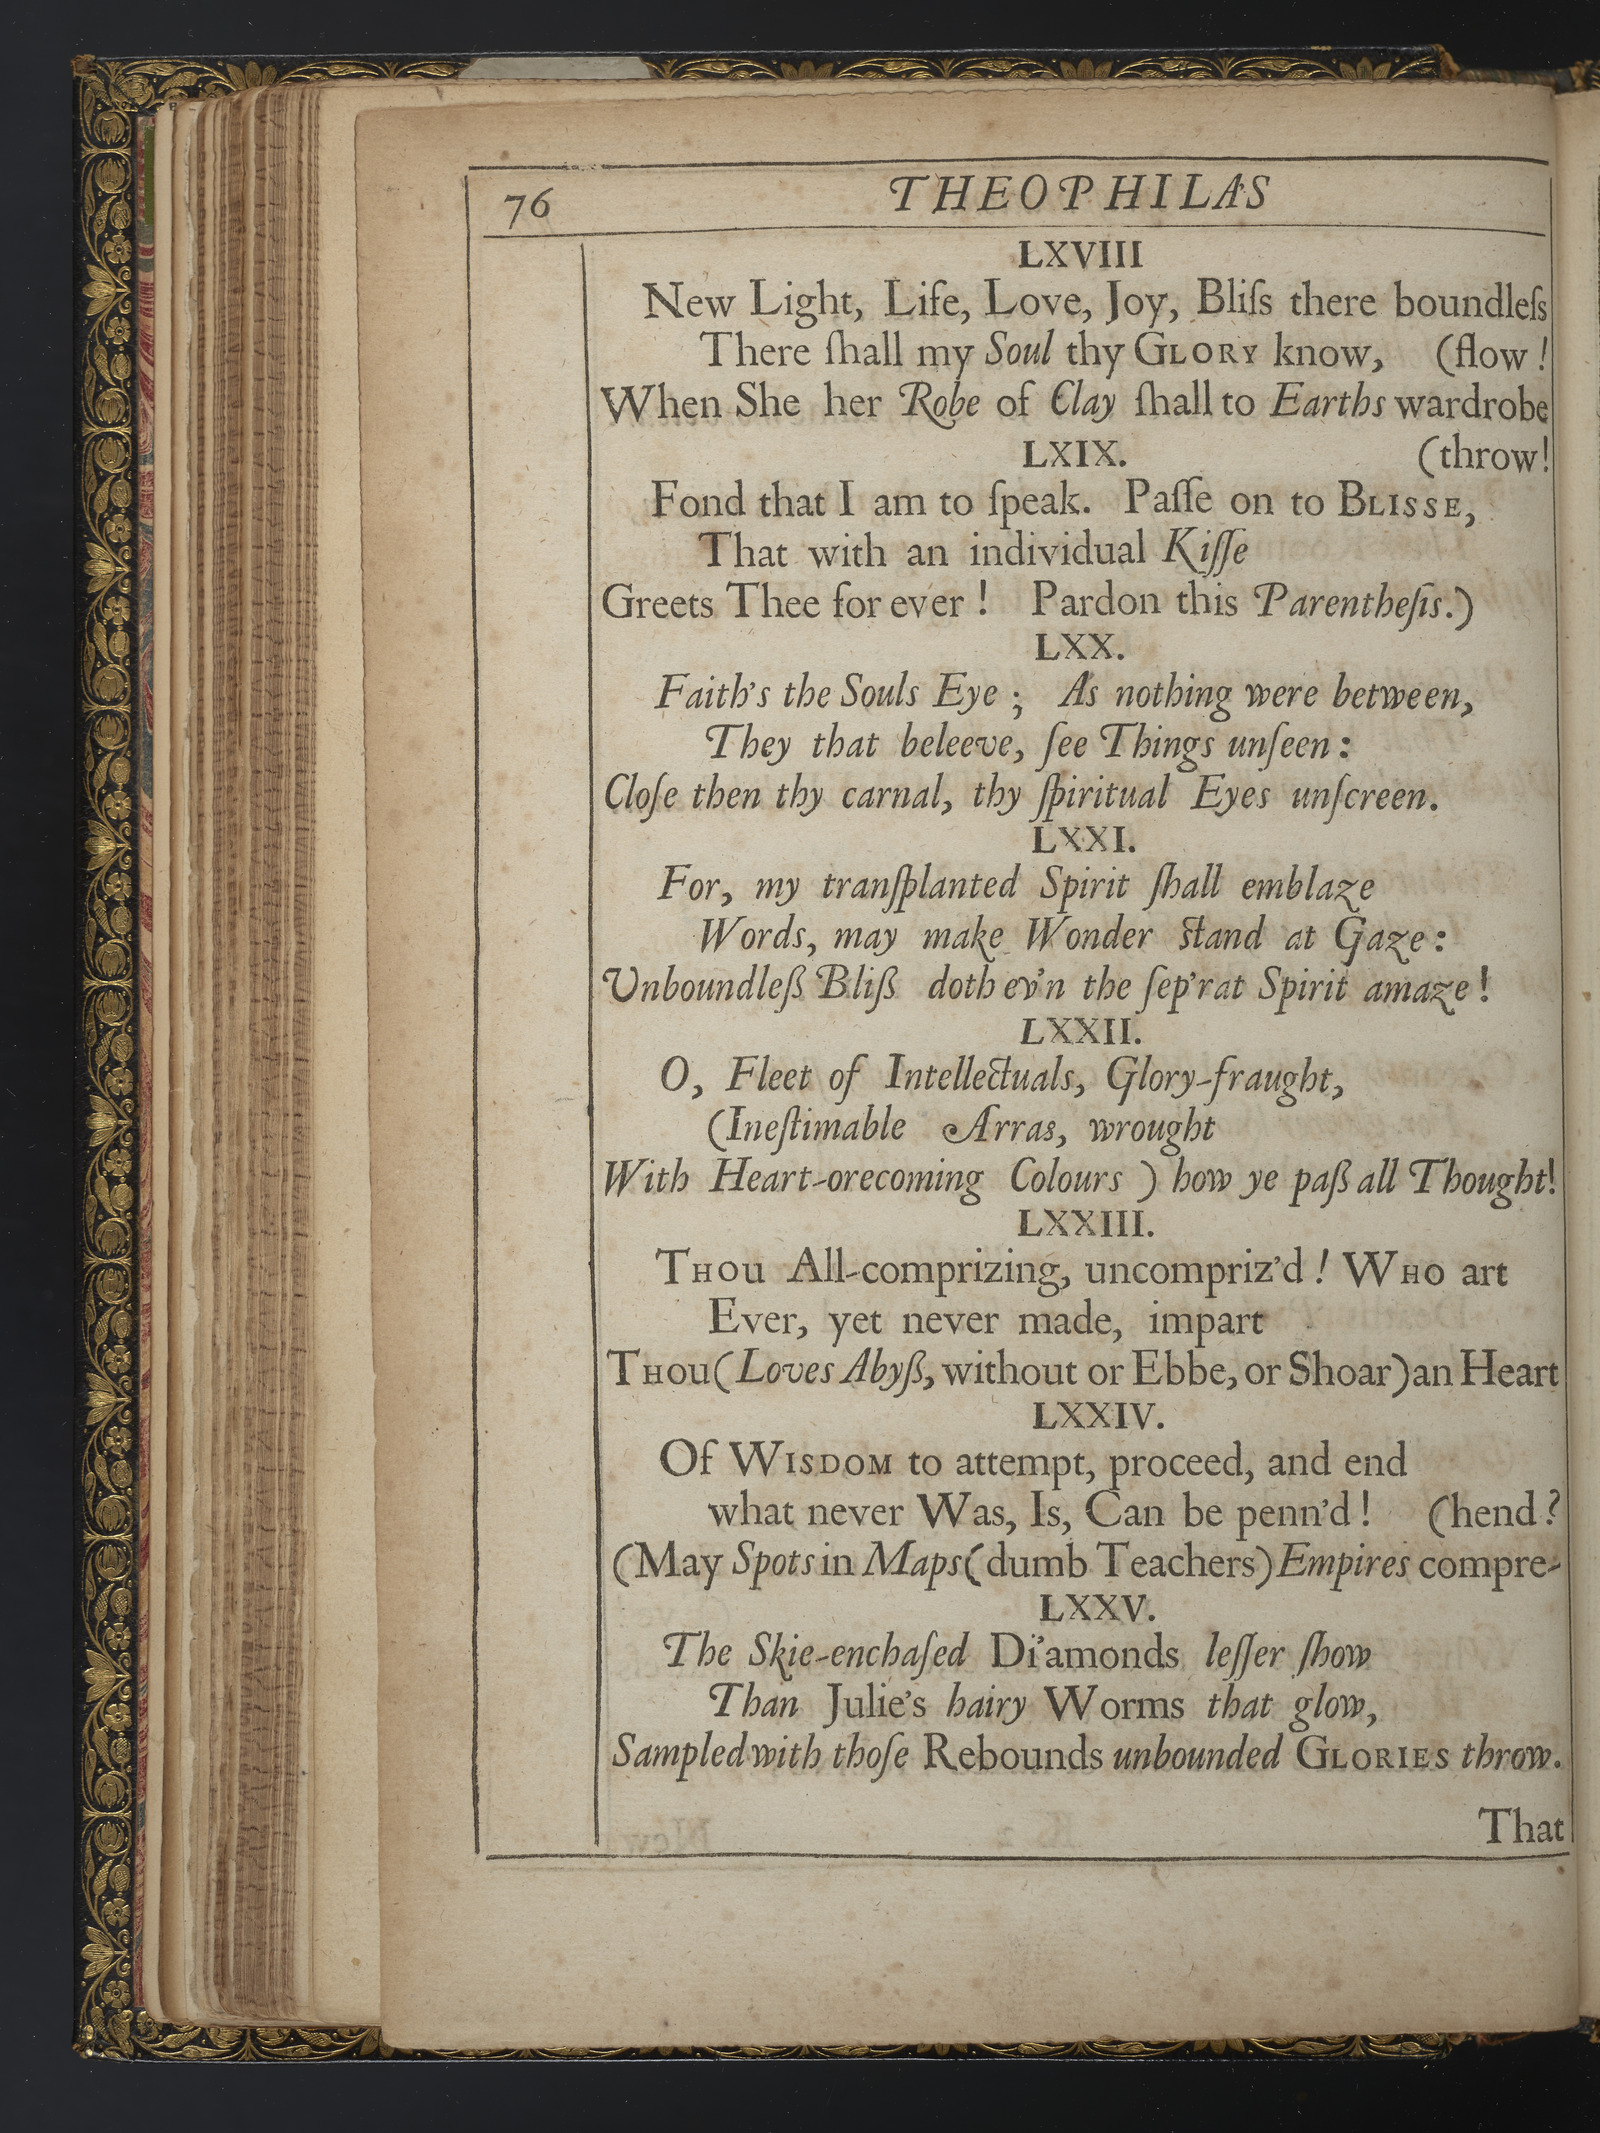 76 THEOPHILAS
LXVIII
New Light, Life, Love, Joy, Bliſs there boundleſs
There ſhall my Soul thy GLORY know, (flow !
When She her Robe of Clay ſhall to Earths wardrobe
LXIX. (throw!
Fond that I am to ſpeak. Paſſe on to BLISSE,
That with an individual Kiſſe
Greets Thee for ever ! Pardon this Parentheſis.)
LXX.
Faith's the Souls Eye ; As nothing were between,
They that beleeve, ſee Things unſeen :
Cloſe then thy carnal, thy ſpiritual Eyes unſcreen.
LXXI.
For, my tranſplanted Spirit ſhall emblaze
Words, may make Wonder ſtand at Gaze :
Unboundleß Bliß doth ev'n the ſep'rat Spirit amaze !
LXXII.
O, Fleet of Intellectuals, Glory-fraught,
(Ineſtimable Arras, wrought
With Heart-orecoming Colours ) how ye paß all Thought!
LXXIII.
THOU All-comprizing, uncompriz'd ! WHO art
Ever, yet never made, impart
THOU (Loves Abyß, without or Ebbe, or Shoar) an Heart
LXXIV.
Of WISDOM to attempt, proceed, and end
what never Was, Is, Can be penn'd ! (hend ?
(May Spots in Maps (dumb Teachers) Empires compre-
LXXV.
The Skie-enchaſed Di'amonds leſſer ſhow
Than Julie's hairy Worms that glow,
Sampled with thoſe Rebounds unbounded GLORIES throw.
That